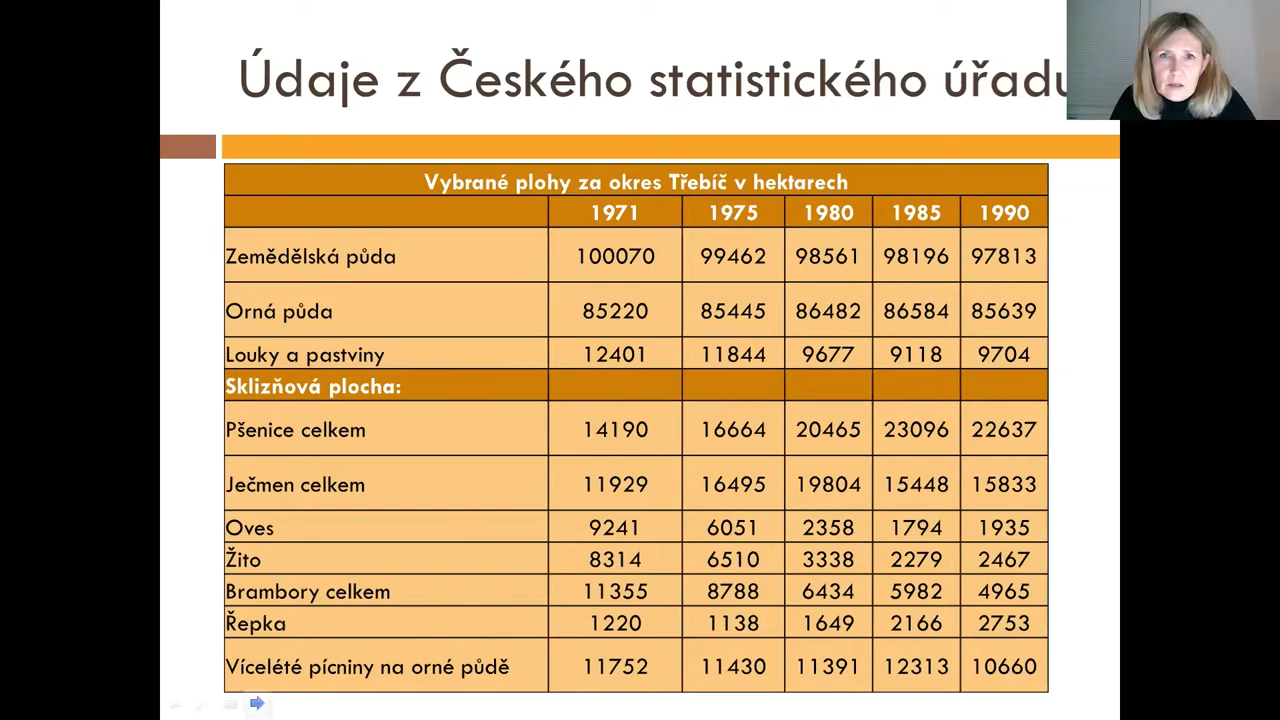 Údaje z Českého statistického úřadu
Vybrané plohy za okres Třebíč v hektarech
1971 1975 1980 1985 1990
Zemědělská půda 100070 99462 98561 98196 97813
Orná půda 85220 85445 86482 86584 85639
Louky a pastviny 12401 11844 9677 9118 9704
Sklizňová plocha:
Pšenice celkem 14190 16664 20465 23096 22637
Ječmen celkem 11929 16495 19804 15448 15833
Oves 9241 6051 2358 1794 1935
Žito 8314 6510 3338 2279 2467
Brambory celkem 11355 8788 6434 5982 4965
Řepka 1220 1138 1649 2166 2753
Víceleté pícniny na orné půdě 11752 11430 11391 12313 10660